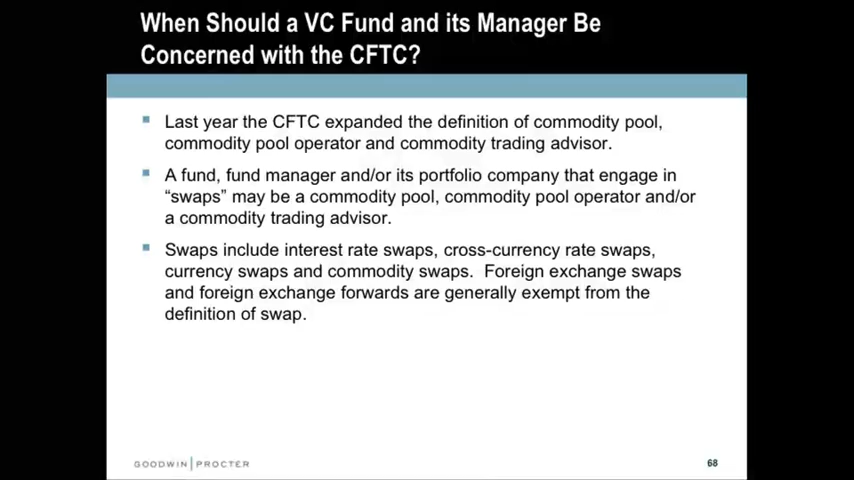 When Should a VC Fund and its Manager Be
Concerned with the CFTC?
Last year the CFTC expanded the definition of commodity pool,
commodity pool operator and commodity trading advisor.
A fund, fund manager and/or its portfolio company that engage in
“swaps” may be a commodity pool, commodity pool operator and/or
a commodity trading advisor.
Swaps include interest rate swaps, cross-currency rate swaps,
currency swaps and commodity swaps. Foreign exchange swaps
and foreign exchange forwards are generally exempt from the
definition of swap.
GOODWIN PROCTER
68